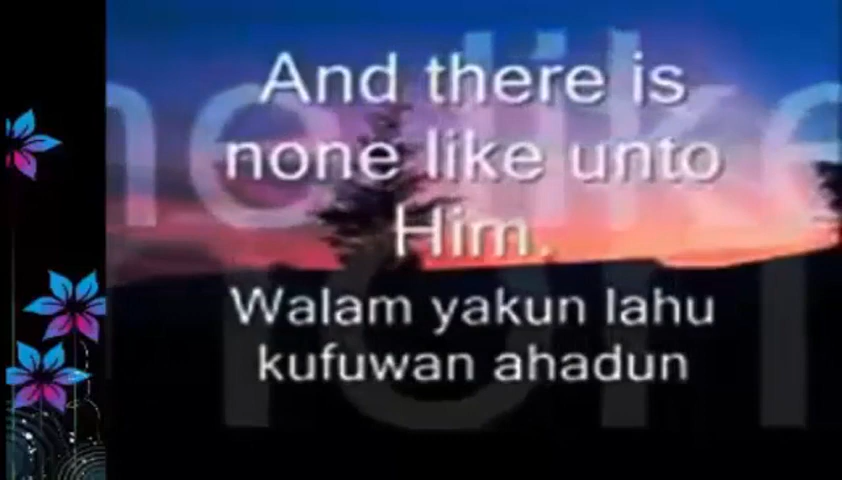 And there is
none like unto
Him.
Walam yakun lahu
kufuwan ahadun